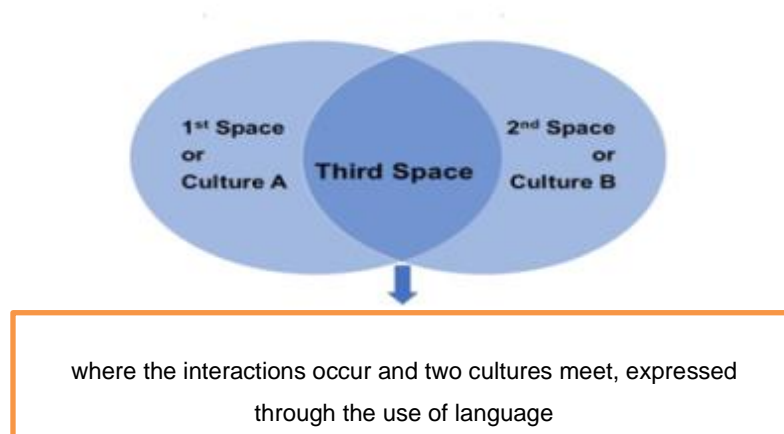 1st Space
or
Culture A
Third Space
2nd Space
or
Culture B
where the interactions occur and two cultures meet, expressed
through the use of language